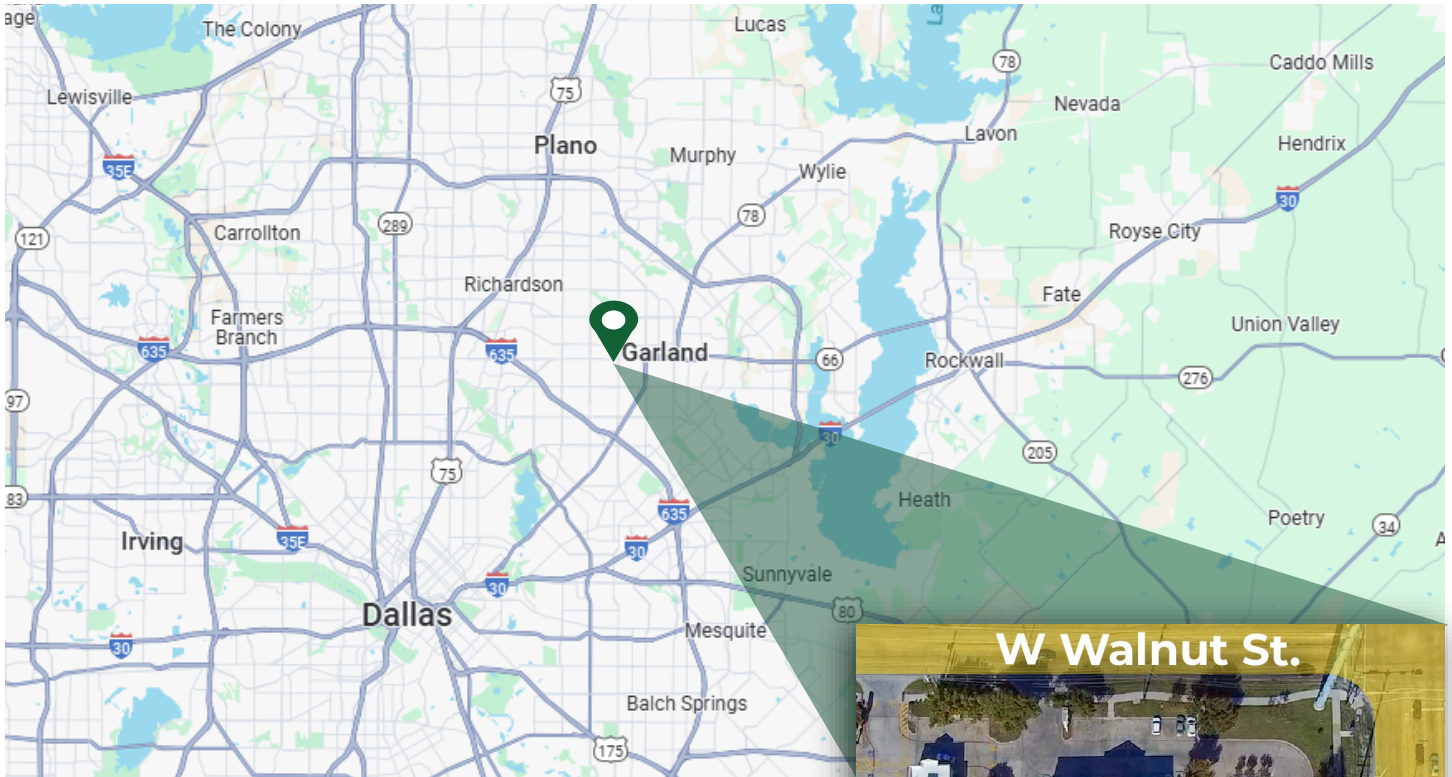 age
The Colony
Lucas
La
78
Caddo Mills
Lewisville
75
Nevada
Plano
Lavon
Hendrix
Murphy
35E
Wylie
30
78
289
Royse City
121
Carrollton
Richardson
Fate
Farmers
Branch
Union Valley
635
635
Garland
66
Rockwall
276
97
30
205
75
83
Heath
635
Poetry
34
Irving
35E
30
A
Sunnyvale
30
80
Dallas
Mesquite
30
W Walnut St.
Balch Springs
175